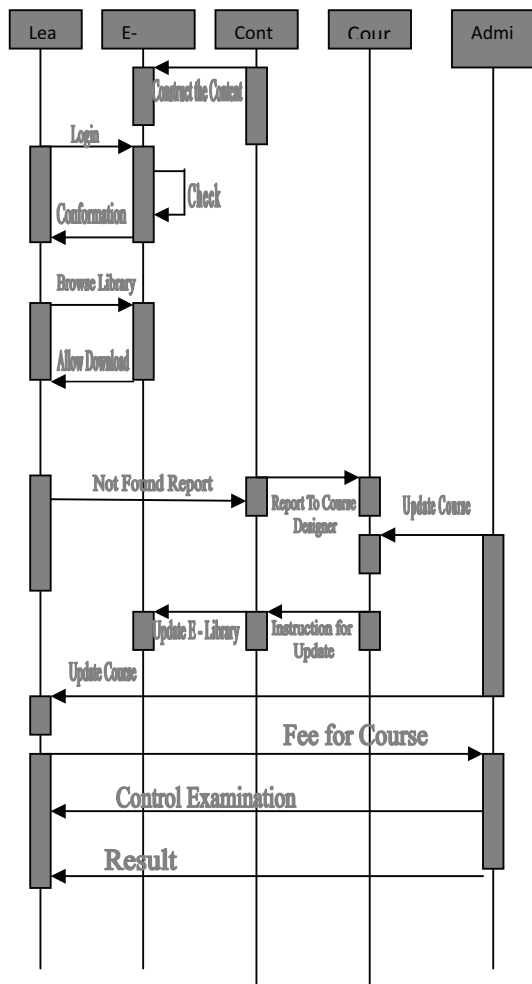 Lea
E-
Cont
Cour
Admi
Construct the Content
Login
Check
Conformation
Browse Library
Allow Download
Not Found Report
Report To Course
Designer
Update Course
Update E - Library
Instruction for
Update
Update Course
Fee for Course
Control Examination
Result